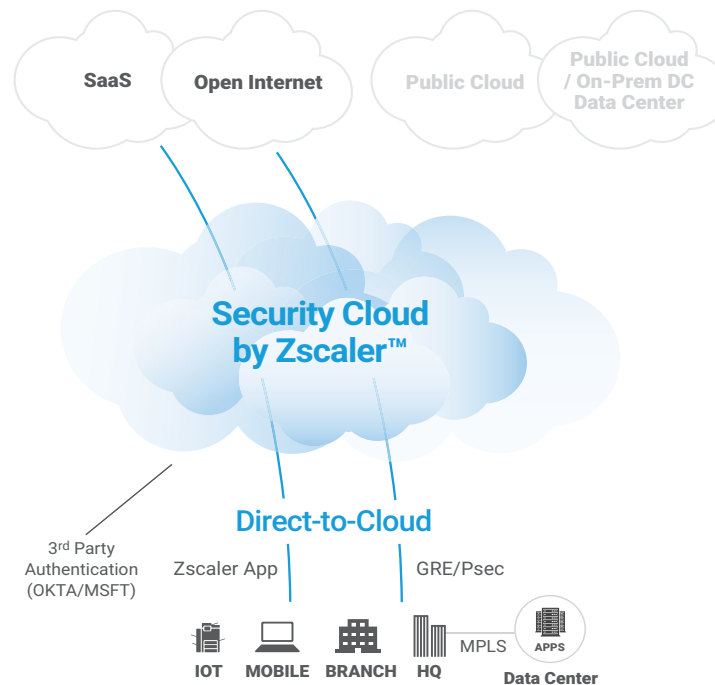 SaaS
Open Internet
Public Cloud
Public Cloud
/ On-Prem DC
Data Center
Security Cloud
by Zscaler™
Direct-to-Cloud
3rd Party
Authentication
(OKTA/MSFT)
Zscaler App
GRE/Psec
IOT
MOBILE
BRANCH
HQ
MPLS
APPS
Data Center